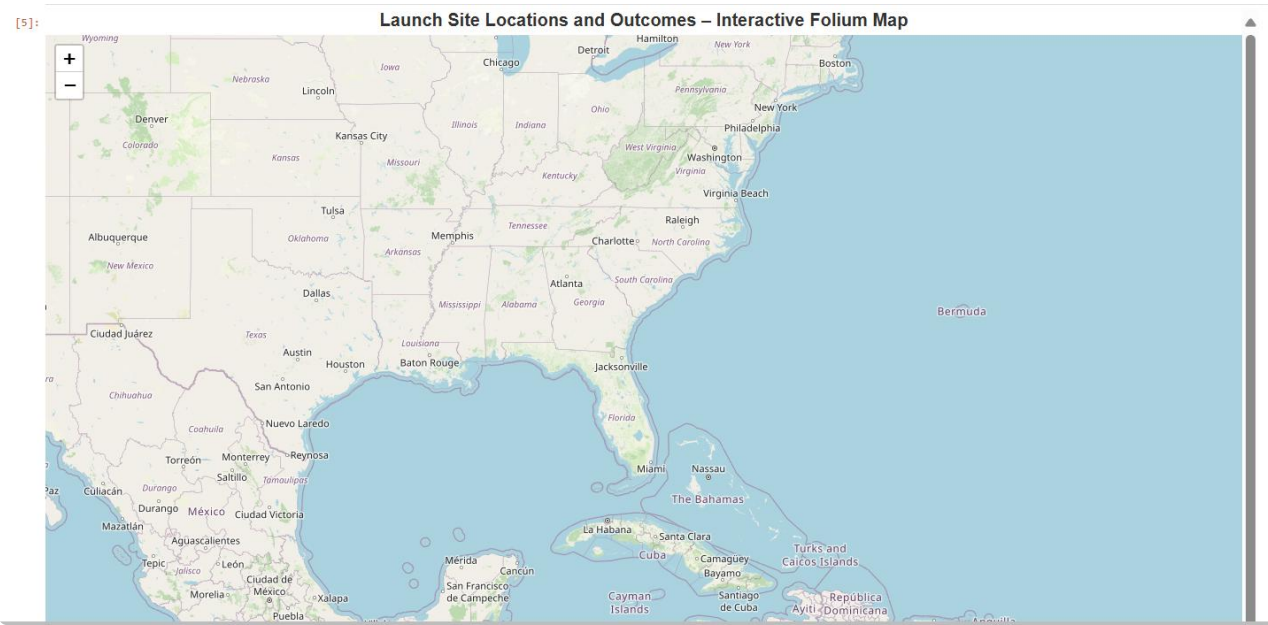 [5]:
Launch Site Locations and Outcomes – Interactive Folium Map
+
−
Wyoming
Hamilton
New York
Detroit
Boston
Chicago
Iowa
Nebraska
Lincoln
Pennsylvania
New York
Ohio
Denver
Illinois
Indiana
Philadelphia
Kansas City
Colorado
West Virginia
Washington
Kansas
Missouri
Virginia
Kentucky
Virginia Beach
Tulsa
Raleigh
Tennessee
Albuquerque
Oklahoma
Memphis
Charlotte
North Carolina
Arkansas
New Mexico
South Carolina
Atlanta
Dallas
Mississippi
Alabama
Georgia
Bermuda
Ciudad Juárez
Texas
Louisiana
Austin
Houston
Baton Rouge
Jacksonville
San Antonio
Chihuahua
Florida
Nuevo Laredo
Coahuila
Torreón
Monterrey
Reynosa
Miami
Nassau
Saltillo
Tamaulipas
Culiacán
Durango
The Bahamas
Durango
México
Ciudad Victoria
Mazatlán
La Habana
Santa Clara
Aguascalientes
Cuba
Camagüey
Turks and
Caicos Islands
Tepic
León
Jalisco
Mérida
Cancún
Bayamo
Ciudad de
México
San Francisco
de Campeche
Morelia
Xalapa
Cayman
Islands
Santiago
de Cuba
Ayiti
República
Dominicana
Puebla